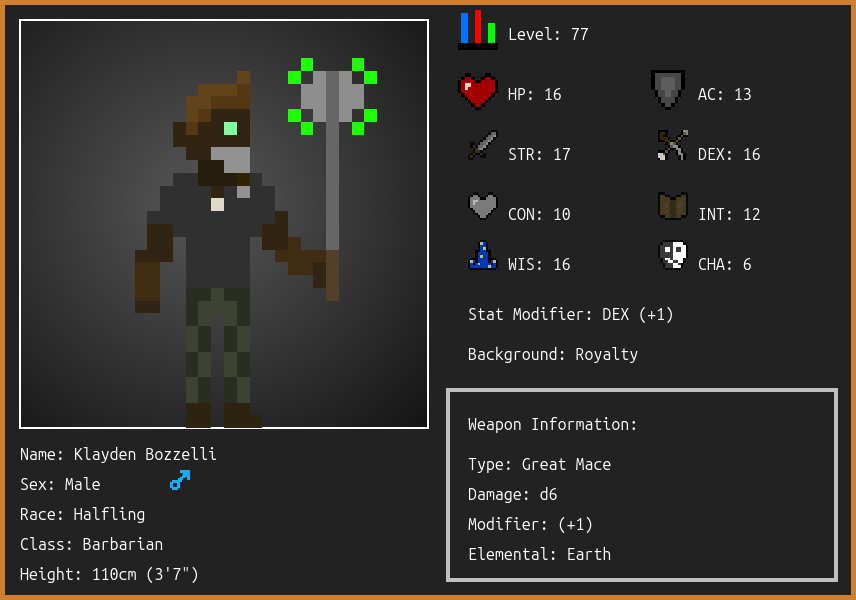 Level: 77
HP: 16
AC: 13
STR: 17
DEX: 16
CON: 10
INT: 12
WIS: 16
CHA: 6
Stat Modifier: DEX (+1)
Background: Royalty
Weapon Information:
Type: Great Mace
Damage: d6
Modifier: (+1)
Elemental: Earth
Name: Klayden Bozzelli
Sex: Male
Race: Halfling
Class: Barbarian
Height: 110cm (3'7")